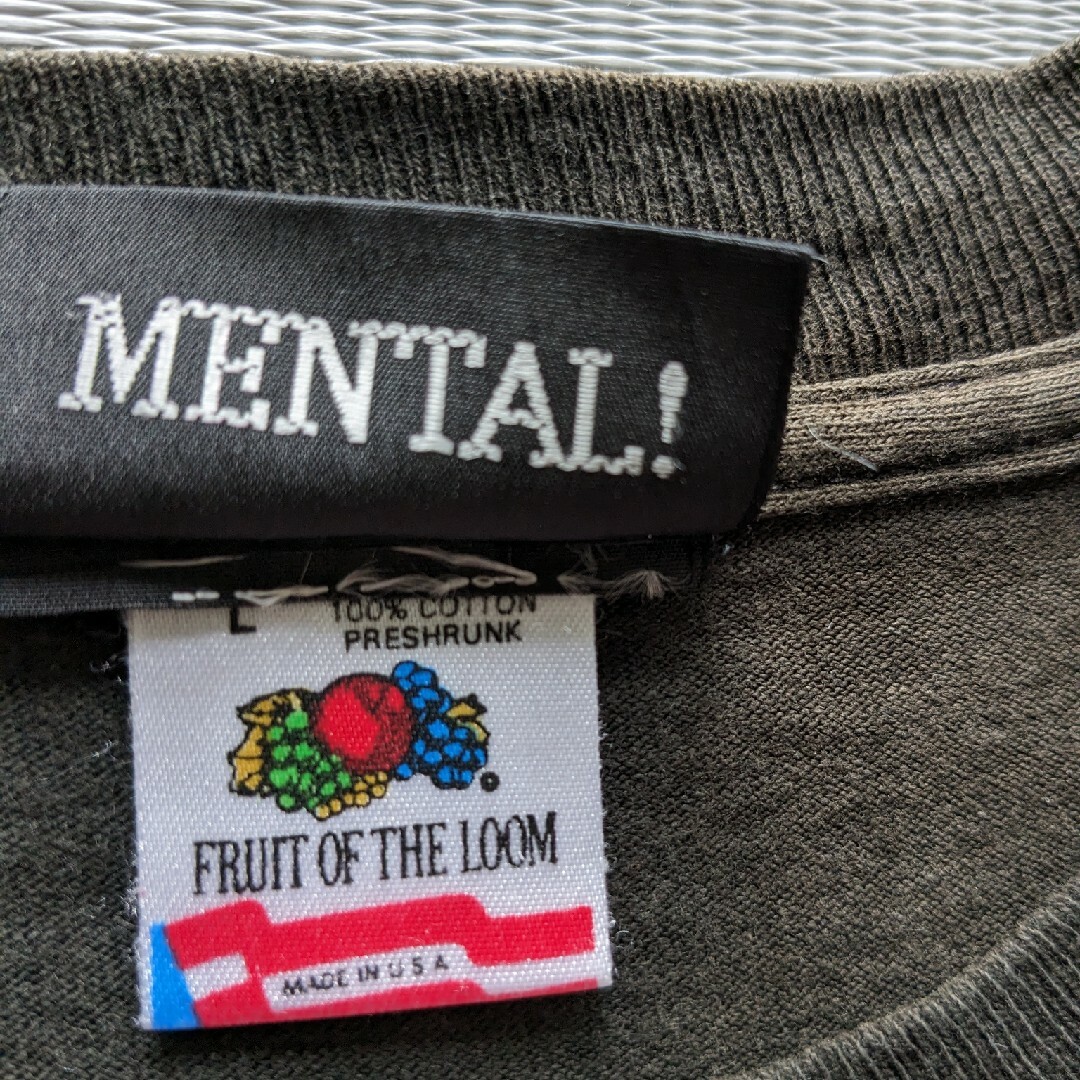 MENTAL!
L 100% COTTON
PRESHRUNK
FRUIT OF THE LOOM
MADE IN U S A